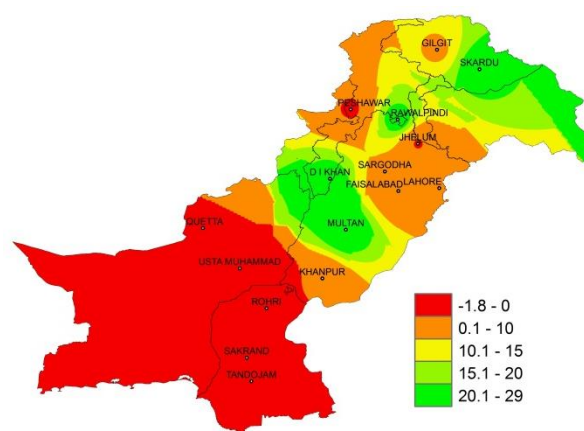 GILGIT
SKARDU
PESHAWAR
RAWALPINDI
JHELUM
SARGODHA
D I KHAN
FAISALABAD
LAHORE
QUETTA
MULTAN
USTA MUHAMMAD
KHANPUR
ROHRI
SAKRAND
TANDOJAM
-1.8 - 0
0.1 - 10
10.1 - 15
15.1 - 20
20.1 - 29